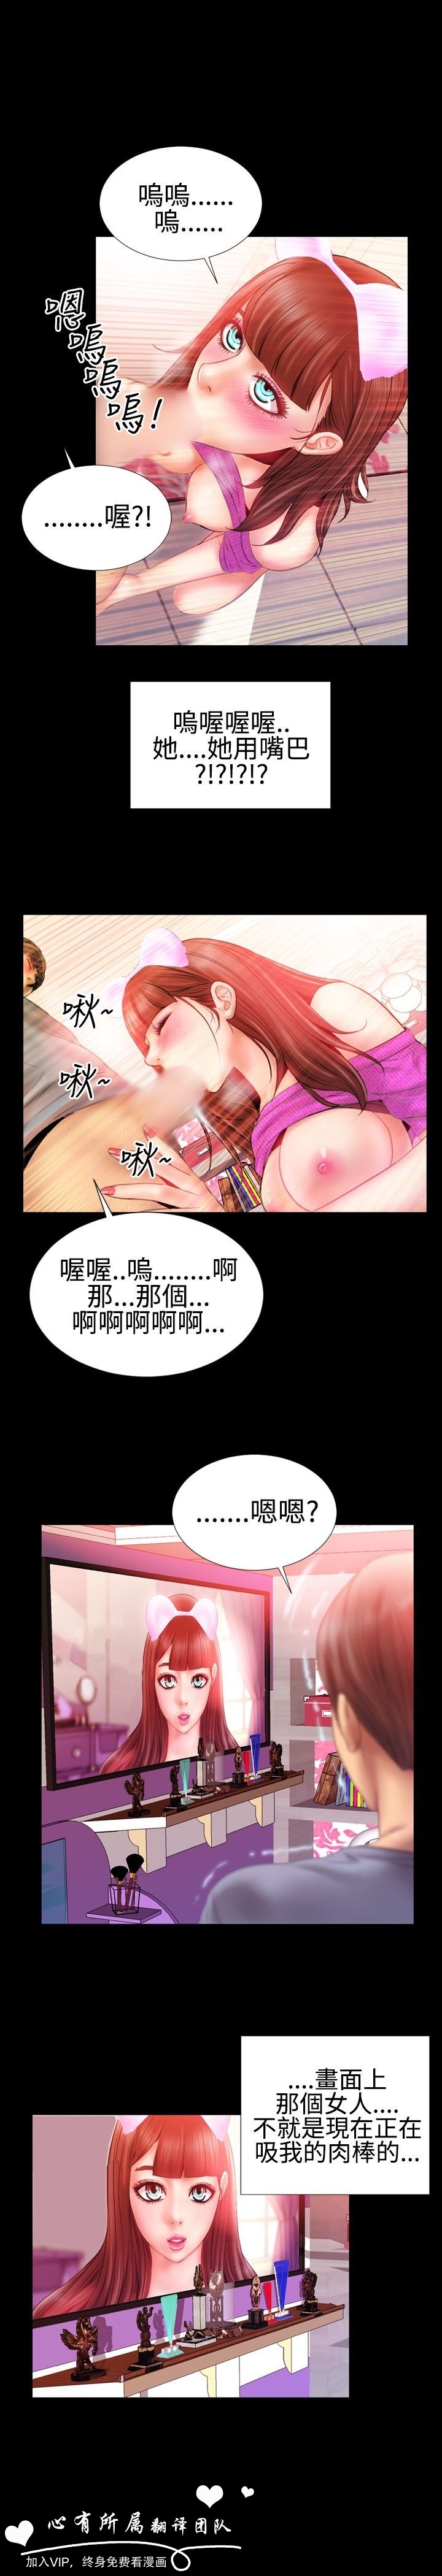 嗚嗚......
嗚......
嗯嗚嗚嗚!
........喔?!
嗚喔喔喔..
她....她用嘴巴
?!?!?!?
啾~
啾~
啾~
喔喔..嗚........啊
那...那個...
啊啊啊啊啊...
.......嗯嗯?
....畫面上
那個女人....
不就是現在正在
吸我的肉棒的...
心有所属翻译团队
加入VIP，终身免费看漫画